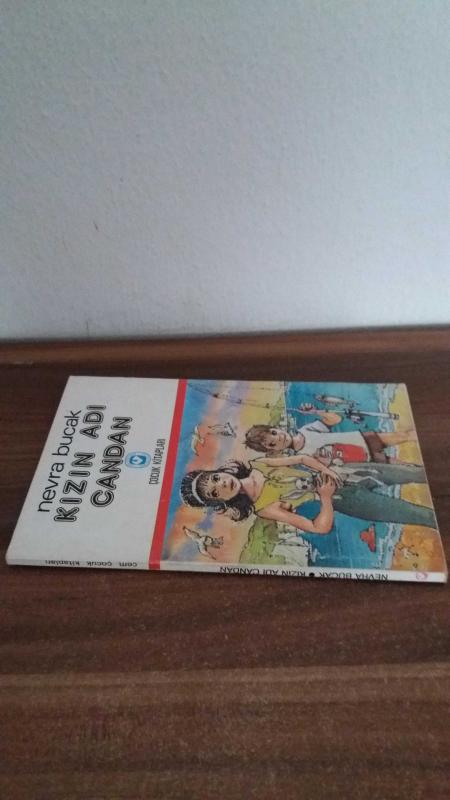 nevra bucak
KIZIN ADI
CANDAN
ÇOCUK KİTAPLARI
cem çocuk kitapları
NEVRA BUCAK ● KIZIN ADI CANDAN